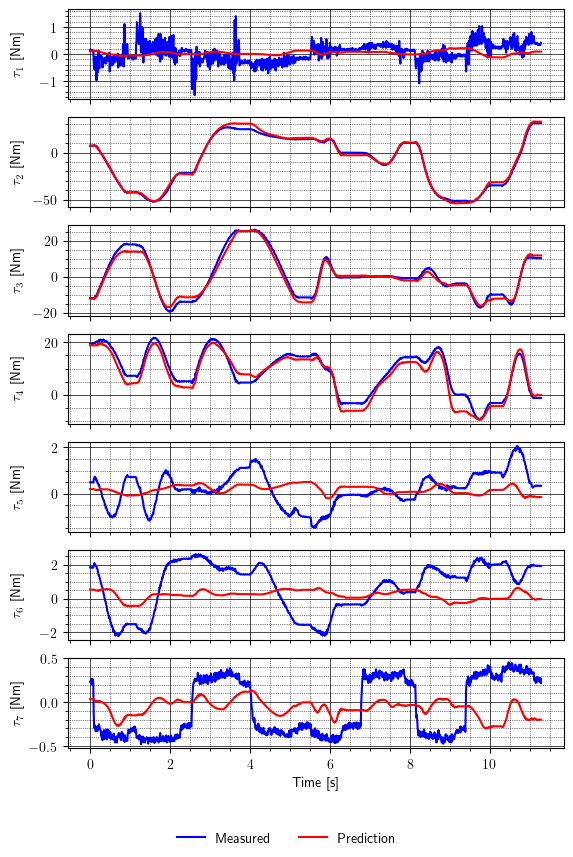 τ1 [Nm]
1
0
−1
τ2 [Nm]
0
−50
τ3 [Nm]
20
0
−20
τ4 [Nm]
20
0
τ5 [Nm]
2
0
τ6 [Nm]
2
0
−2
τ7 [Nm]
0.5
0.0
−0.5
0 2 4 6 8 10
Time [s]
Measured Prediction